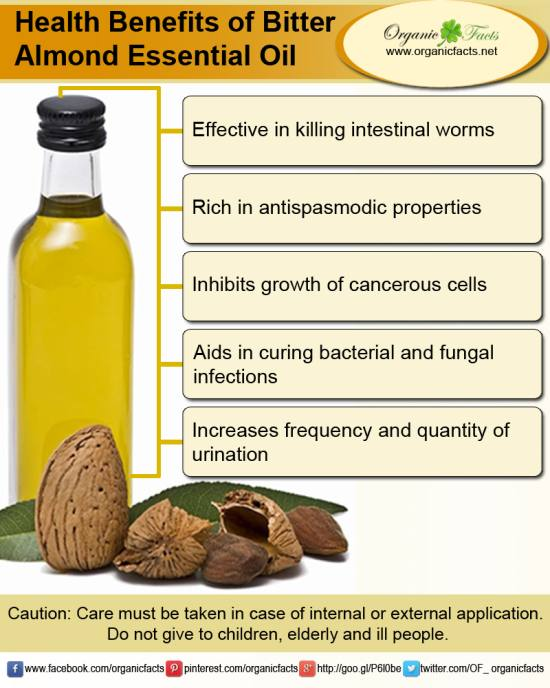 Health Benefits of Bitter
Almond Essential Oil
Organic Facts
www.organicfacts.net
Effective in killing intestinal worms
Rich in antispasmodic properties
Inhibits growth of cancerous cells
Aids in curing bacterial and fungal
infections
Increases frequency and quantity of
urination
Caution: Care must be taken in case of internal or external application.
Do not give to children, elderly and ill people.
www.facebook.com/organicfacts pinterest.com/organicfacts http://goo.gl/P6I0be twitter.com/OF_ organicfacts